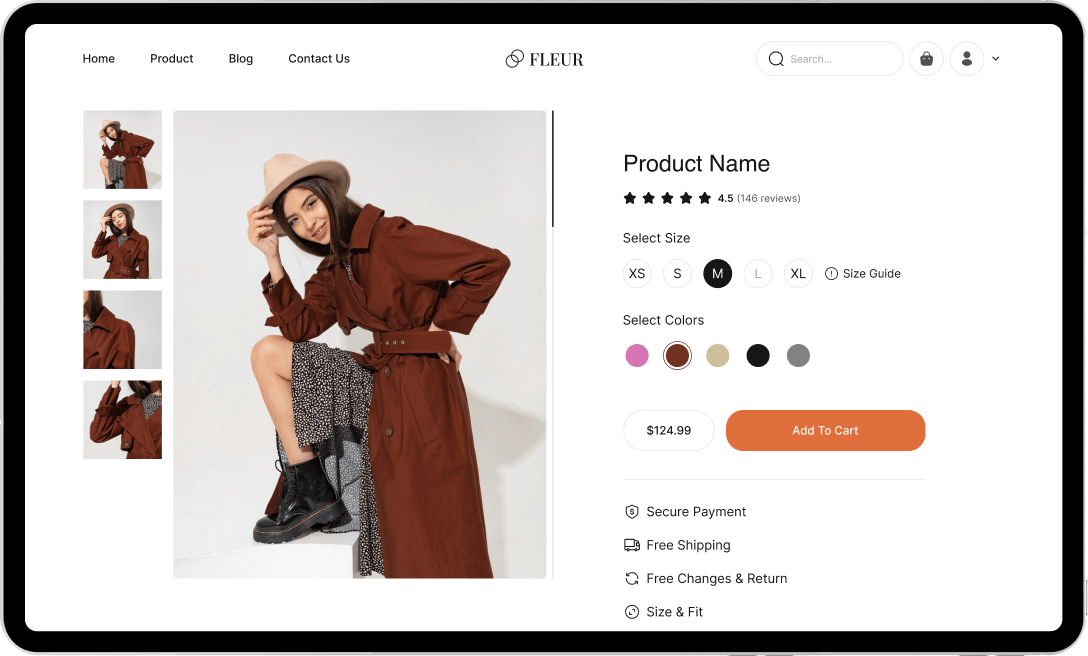 Home Product Blog Contact Us FLEUR Search...
Product Name
4.5 (146 reviews)
Select Size
XS S M L XL Size Guide
Select Colors
$124.99 Add To Cart
Secure Payment
Free Shipping
Free Changes & Return
Size & Fit